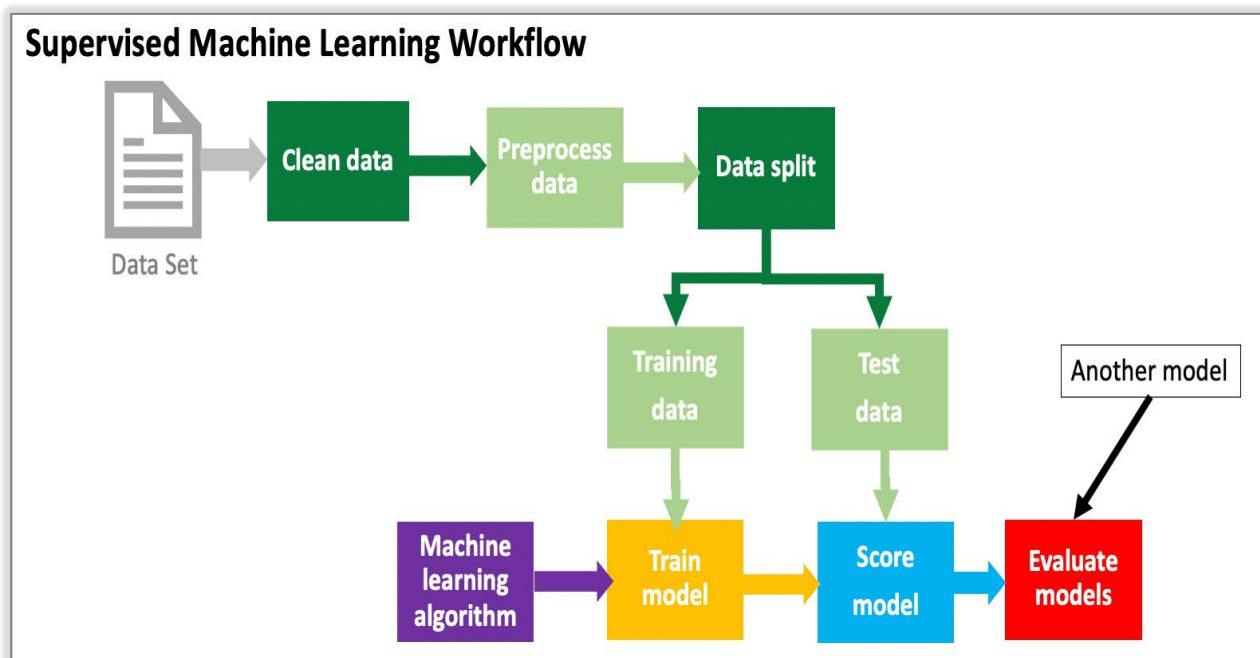 Supervised Machine Learning Workflow
Data Set
Clean data
Preprocess
data
Data split
Training
data
Test
data
Another model
Machine
learning
algorithm
Train
model
Score
model
Evaluate
models